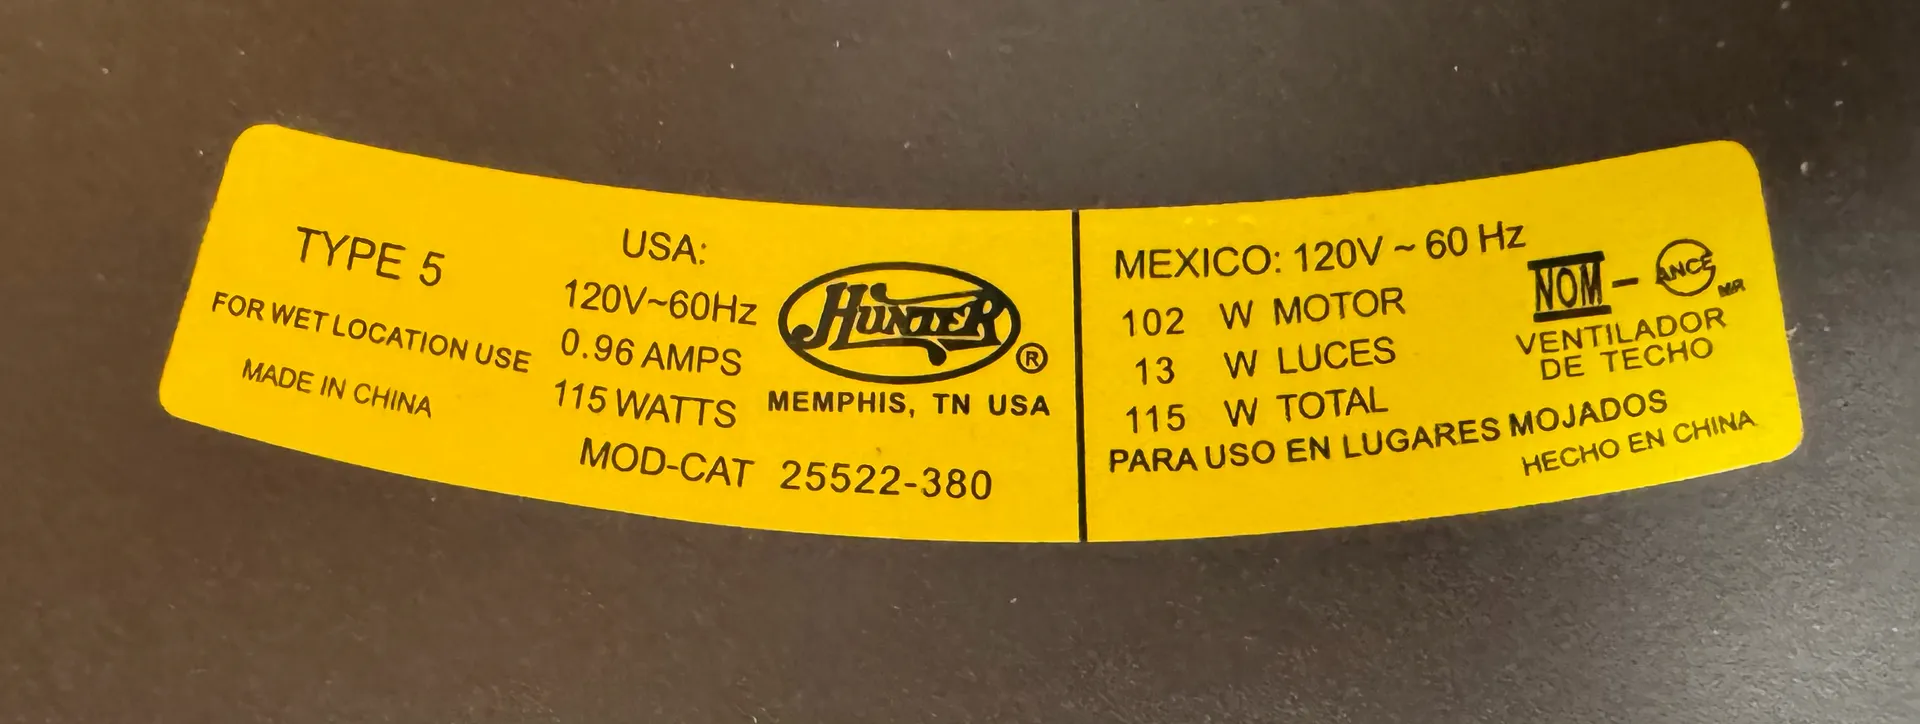 TYPE 5
FOR WET LOCATION USE
MADE IN CHINA
USA:
120V~60Hz
0.96 AMPS
115 WATTS
MOD-CAT 25522-380
HUNTER ®
MEMPHIS, TN USA
MEXICO: 120V ~ 60 Hz
102 W MOTOR
13 W LUCES
115 W TOTAL
PARA USO EN LUGARES MOJADOS
NOM - ANCE MR
VENTILADOR
DE TECHO
HECHO EN CHINA